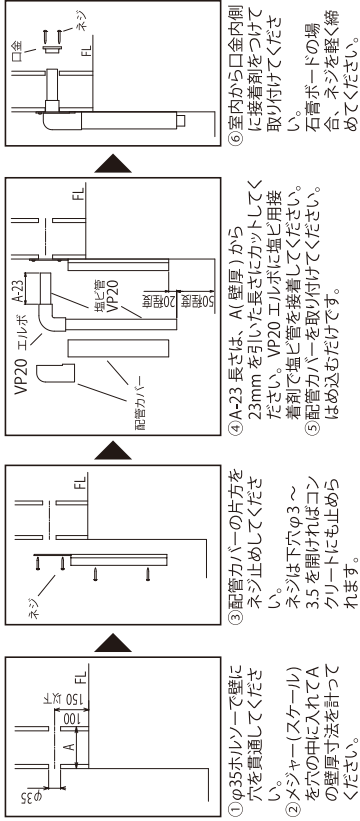 φ35
A
100
150 以下
FL
①φ35ホルソーで壁に
穴を貫通してくださ
い。
②メジャー(スケール)
を穴の中に入れてA
の壁厚寸法を計って
ください。
ネジ
FL
③配管カバーの片方を
ネジ止めしてくださ
い。
ネジは下穴φ3～
3.5を開ければコン
クリートにも止めら
れます。
VP20 エルボ
A-23
塩ビ管
VP20
FL
20程度
50程度
配管カバー
④A-23 長さは、A(壁厚)から
23mmを引いた長さにカットしてく
ださい。VP20エルボに塩ビ用接
着剤で塩ビ管を接着してください。
⑤配管カバーを取り付けてください。
はめ込むだけです。
口金
ネジ
FL
⑥室内から口金内側
に接着剤をつけて
取り付けてくださ
い。
石膏ボードの場
合、ネジを軽く締
めてください。